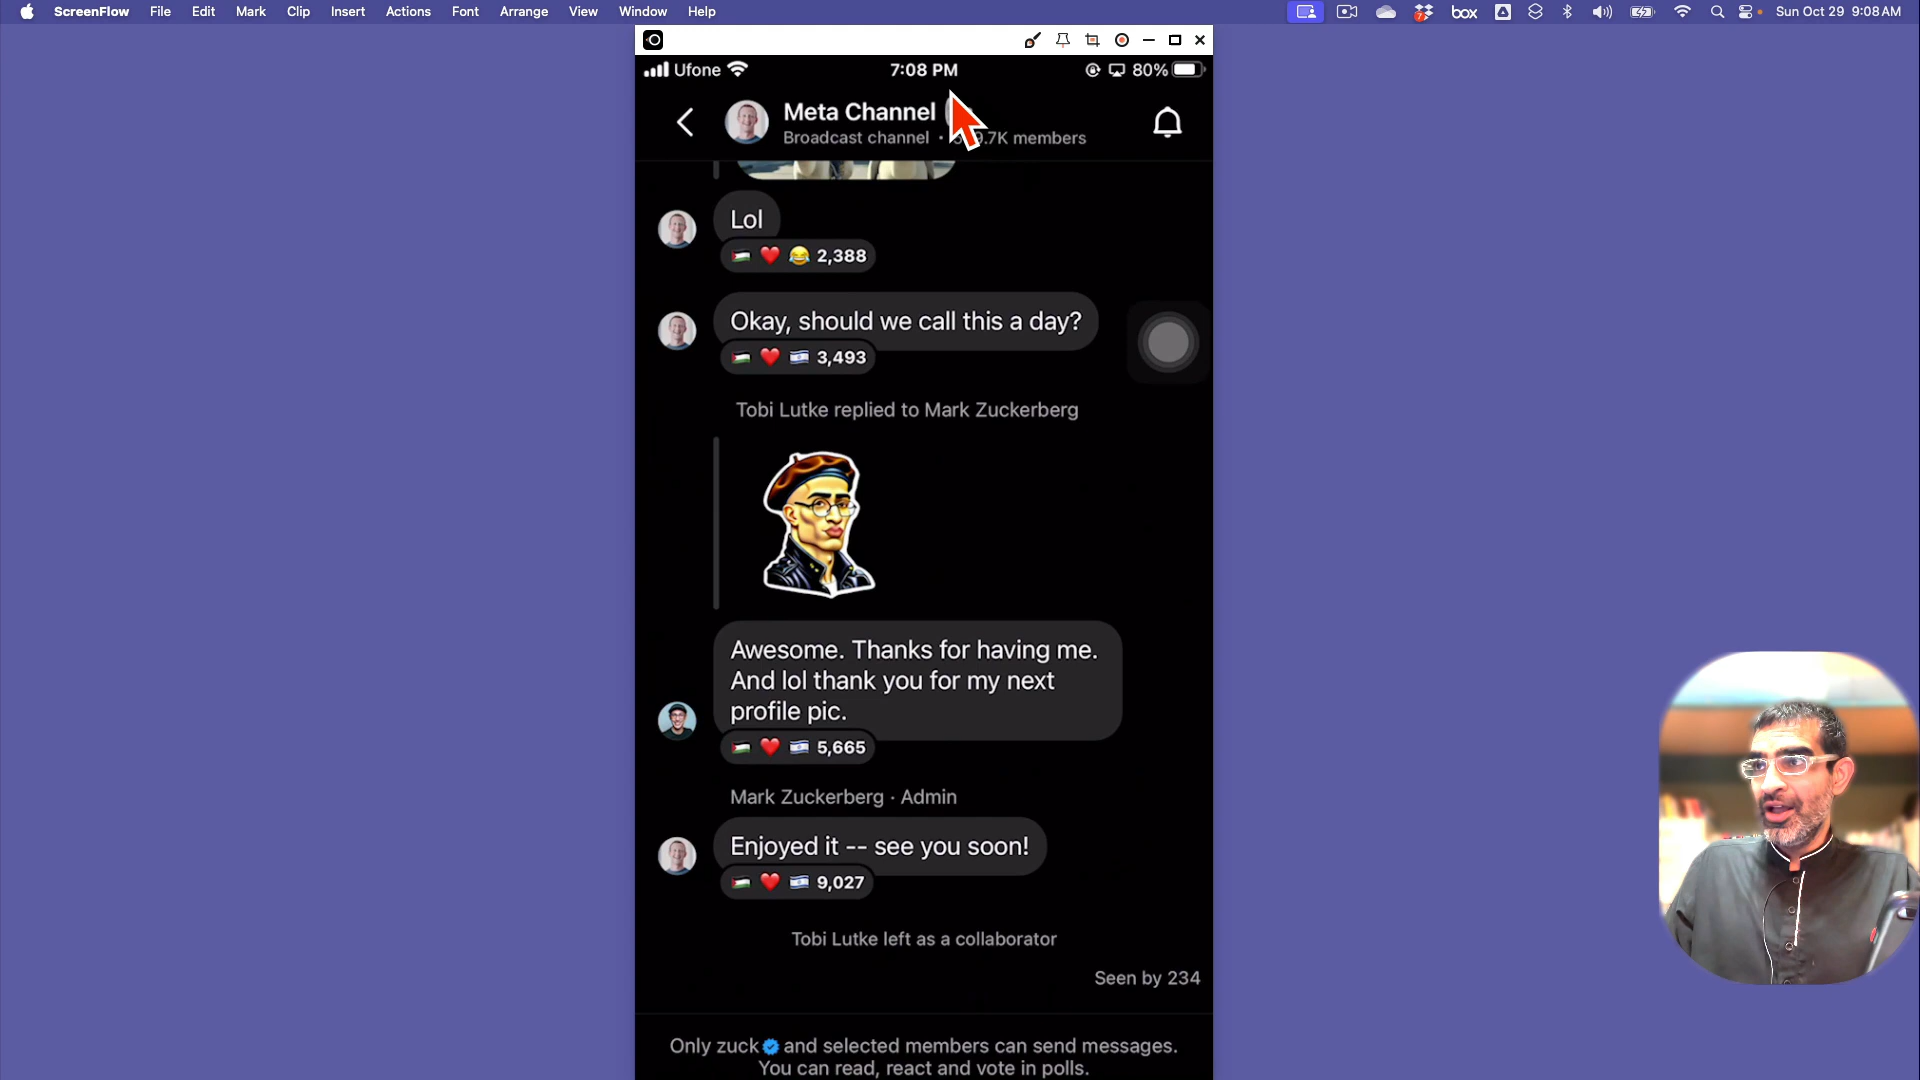 ScreenFlow File Edit Mark Clip Insert Actions Font Arrange View Window Help
7 box Sun Oct 29 9:08 AM
Ufone 7:08 PM 80%
Meta Channel
Broadcast channel • members
Lol
2,388
Okay, should we call this a day?
3,493
Tobi Lutke replied to Mark Zuckerberg
Awesome. Thanks for having me.
And lol thank you for my next
profile pic.
5,665
Mark Zuckerberg · Admin
Enjoyed it -- see you soon!
9,027
Tobi Lutke left as a collaborator
Seen by 234
Only zuck and selected members can send messages.
You can read, react and vote in polls.